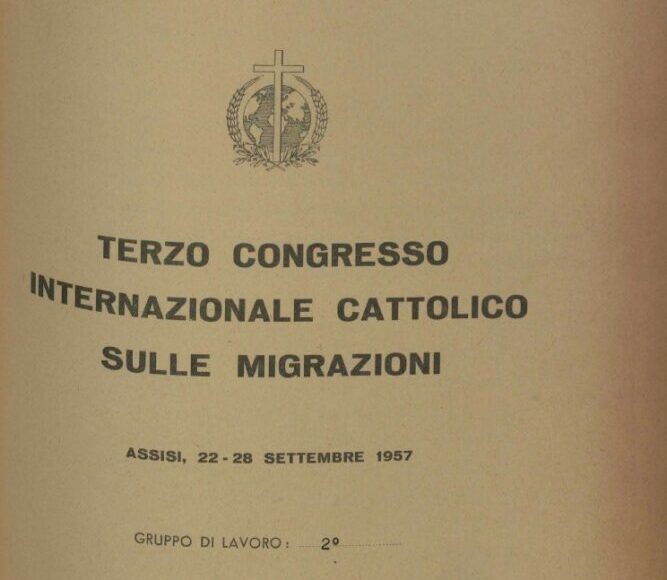 TERZO CONGRESSO
INTERNAZIONALE CATTOLICO
SULLE MIGRAZIONI
ASSISI, 22-28 SETTEMBRE 1957
GRUPPO DI LAVORO: 2º